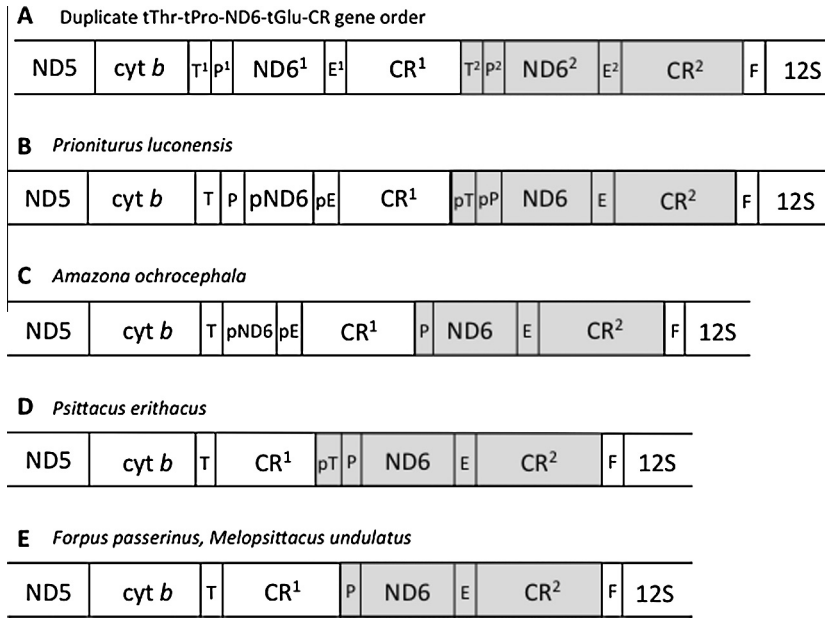 A Duplicate tThr-tPro-ND6-tGlu-CR gene order
ND5 cyt b T¹ P¹ ND6¹ E¹ CR¹ T² P² ND6² E² CR² F 12S
B Prioniturus luconensis
ND5 cyt b T P pND6 pE CR¹ pT pP ND6 E CR² F 12S
C Amazona ochrocephala
ND5 cyt b T pND6 pE CR¹ P ND6 E CR² F 12S
D Psittacus erithacus
ND5 cyt b T CR¹ pT P ND6 E CR² F 12S
E Forpus passerinus, Melopsittacus undulatus
ND5 cyt b T CR¹ P ND6 E CR² F 12S